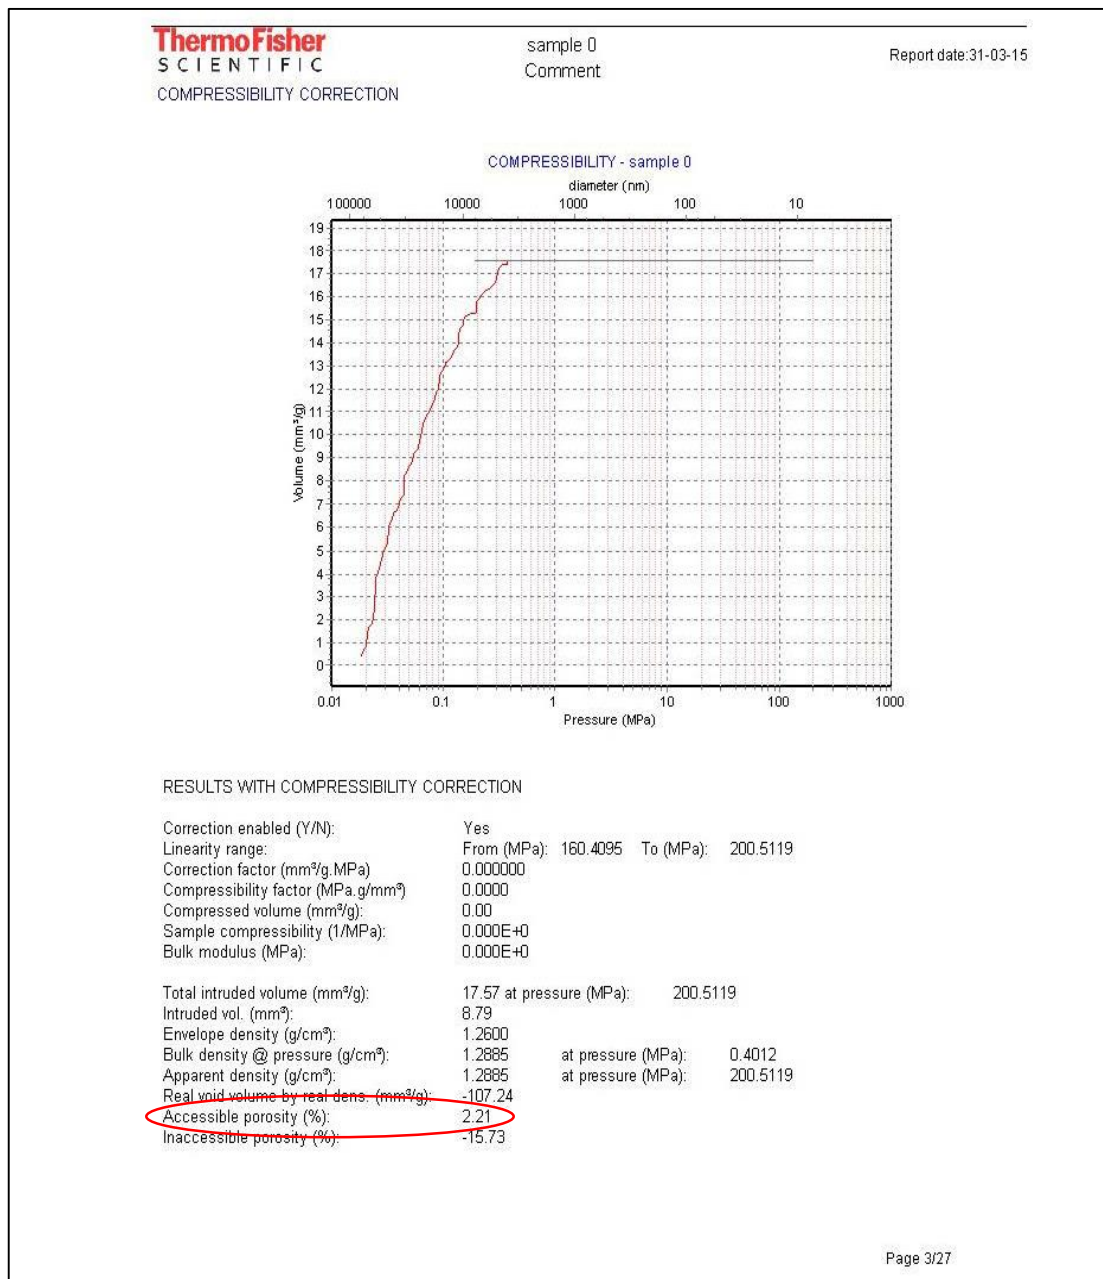 ThermoFisher
SCIENTIFIC
sample 0
Comment
Report date:31-03-15
COMPRESSIBILITY CORRECTION
COMPRESSIBILITY - sample 0
diameter (nm)
100000 10000 1000 100 10
19
18
17
16
15
14
13
12
11
10
9
8
7
6
5
4
3
2
1
0
Volume (mm³/g)
0.01 0.1 1 10 100 1000
Pressure (MPa)
RESULTS WITH COMPRESSIBILITY CORRECTION
Correction enabled (Y/N): Yes
Linearity range: From (MPa): 160.4095 To (MPa): 200.5119
Correction factor (mm³/g.MPa) 0.000000
Compressibility factor (MPa.g/mm³) 0.0000
Compressed volume (mm³/g): 0.00
Sample compressibility (1/MPa): 0.000E+0
Bulk modulus (MPa): 0.000E+0
Total intruded volume (mm³/g): 17.57 at pressure (MPa): 200.5119
Intruded vol. (mm³): 8.79
Envelope density (g/cm³): 1.2600
Bulk density @ pressure (g/cm³): 1.2885 at pressure (MPa): 0.4012
Apparent density (g/cm³): 1.2885 at pressure (MPa): 200.5119
Real void volume by real dens. (mm³/g): -107.24
Accessible porosity (%): 2.21
Inaccessible porosity (%): -15.73
Page 3/27